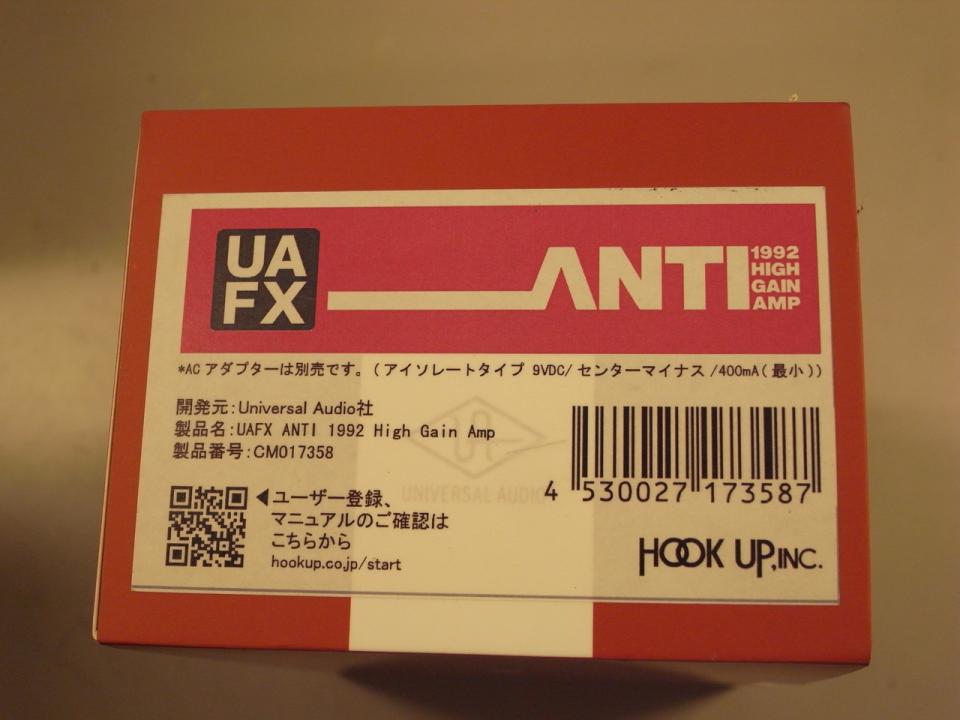 UA
FX
ANTI
1992
HIGH
GAIN
AMP
*AC アダプターは別売です。(アイソレートタイプ 9VDC/センターマイナス/400mA(最小))
開発元:Universal Audio社
製品名:UAFX ANTI 1992 High Gain Amp
製品番号:CM017358
UNIVERSAL AUDIO
4 530027 173587
◀ユーザー登録、
マニュアルのご確認は
こちらから
hookup.co.jp/start
HOOK UP,INC.